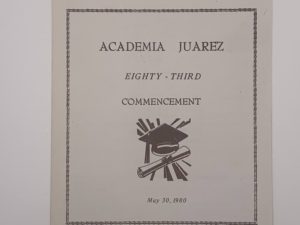 ACADEMIA JUAREZ
EIGHTY - THIRD
COMMENCEMENT
May 30, 1980